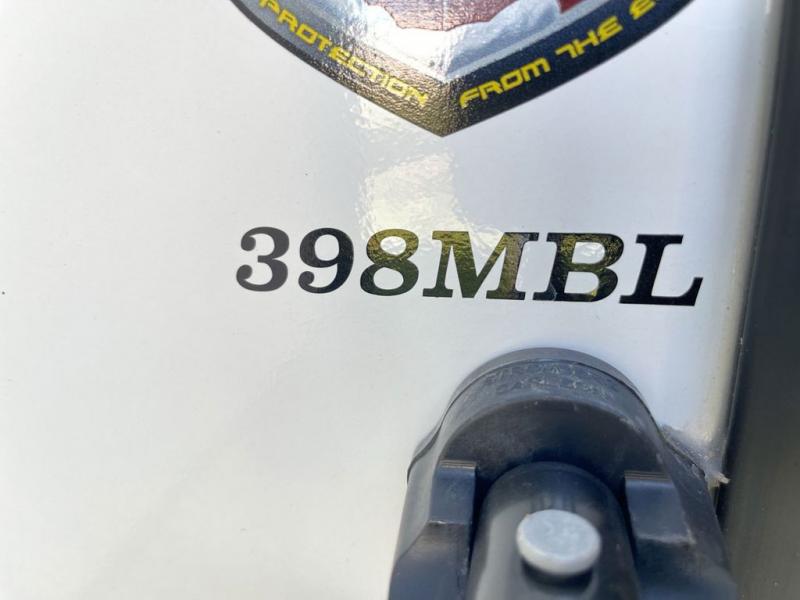 PROTECTION FROM THE
398MBL